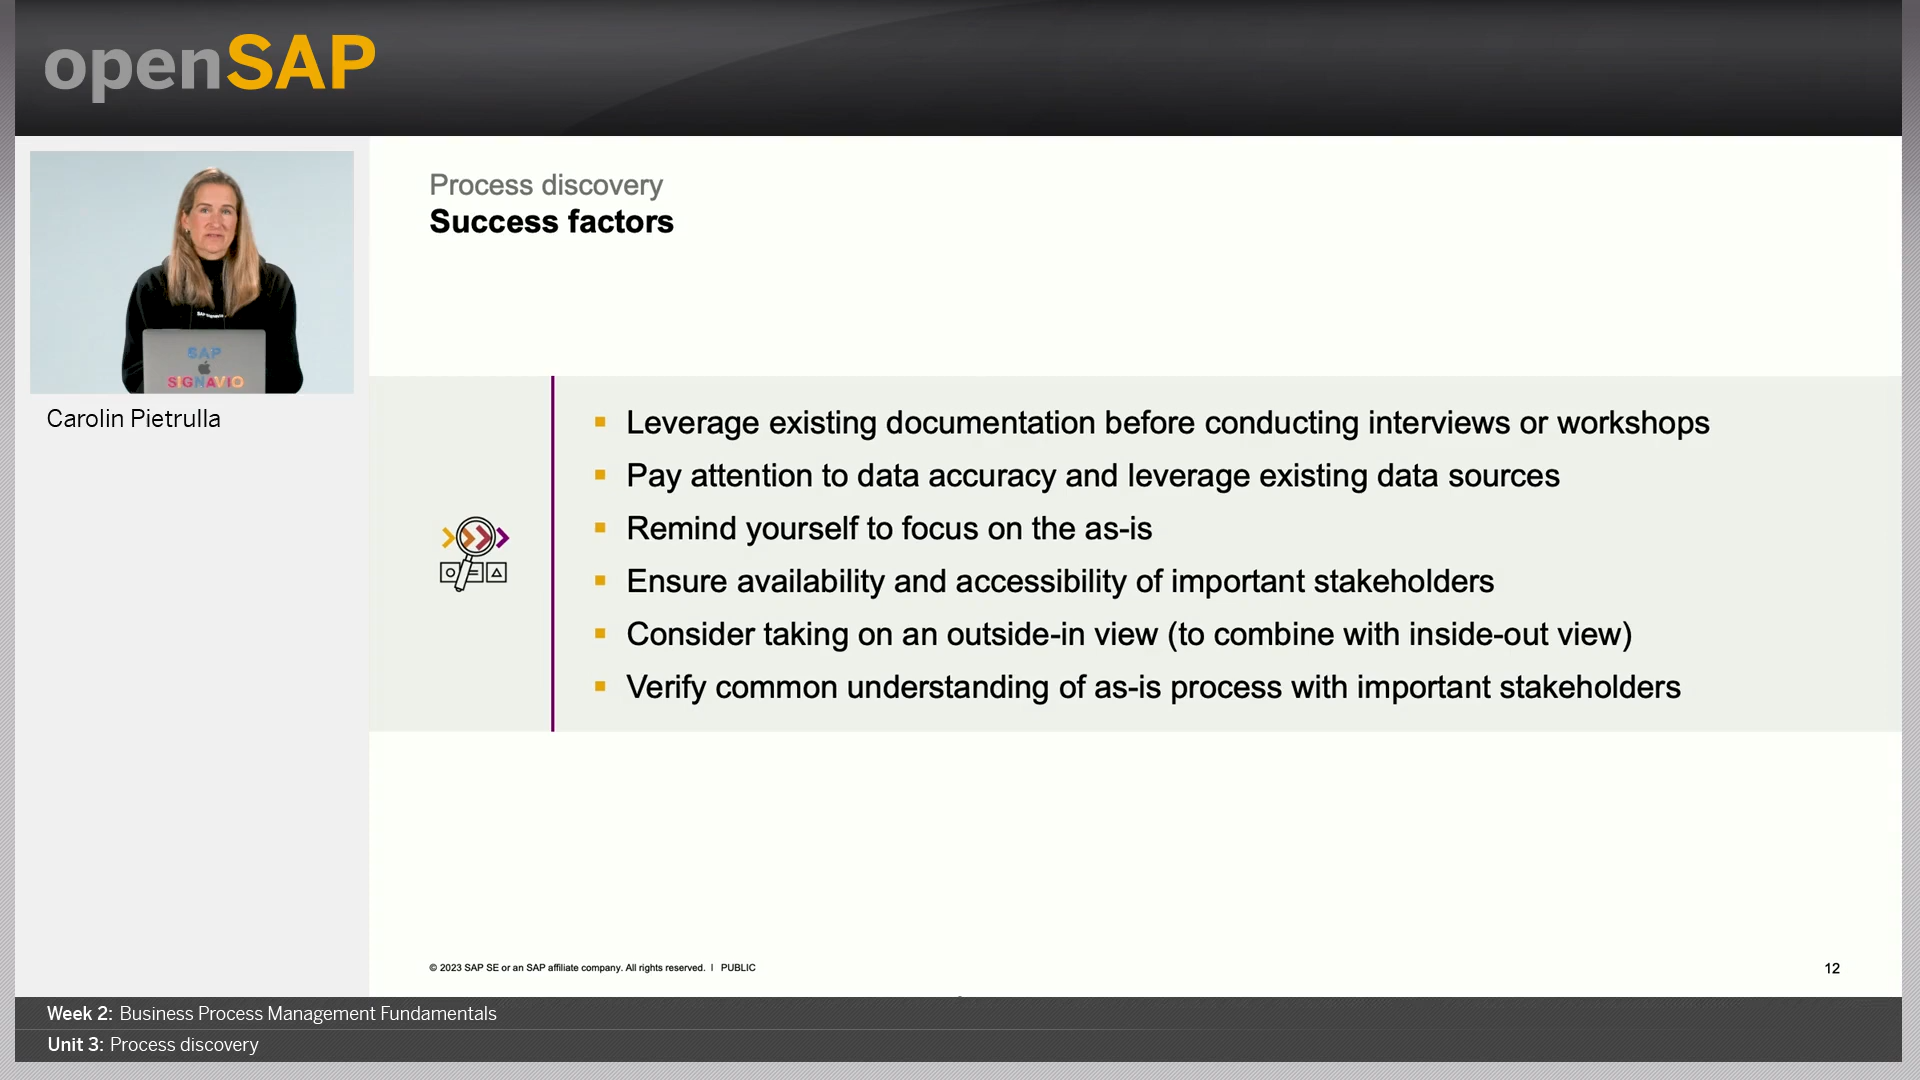 openSAP
Process discovery
Success factors
SAP
SIGNAVIO
Carolin Pietrulla
Leverage existing documentation before conducting interviews or workshops
Pay attention to data accuracy and leverage existing data sources
Remind yourself to focus on the as-is
Ensure availability and accessibility of important stakeholders
Consider taking on an outside-in view (to combine with inside-out view)
Verify common understanding of as-is process with important stakeholders
© 2023 SAP SE or an SAP affiliate company. All rights reserved. | PUBLIC
12
Week 2: Business Process Management Fundamentals
Unit 3: Process discovery